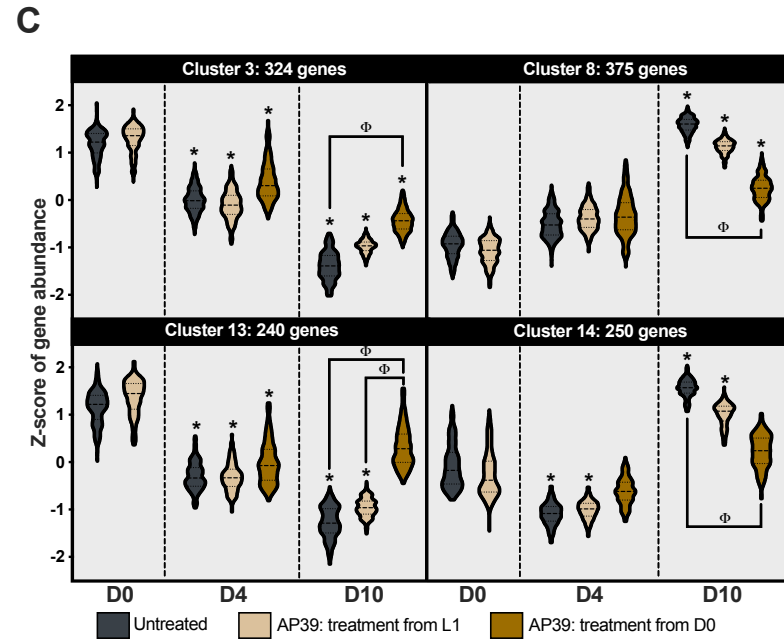 C
Cluster 3: 324 genes
Cluster 8: 375 genes
Z-score of gene abundance
2
1
0
-1
-2
* * * * * * Φ
* * * Φ
Cluster 13: 240 genes
Cluster 14: 250 genes
2
1
0
-1
-2
* * * * * Φ Φ
* * * * Φ
D0 D4 D10 D0 D4 D10
Untreated AP39: treatment from L1 AP39: treatment from D0